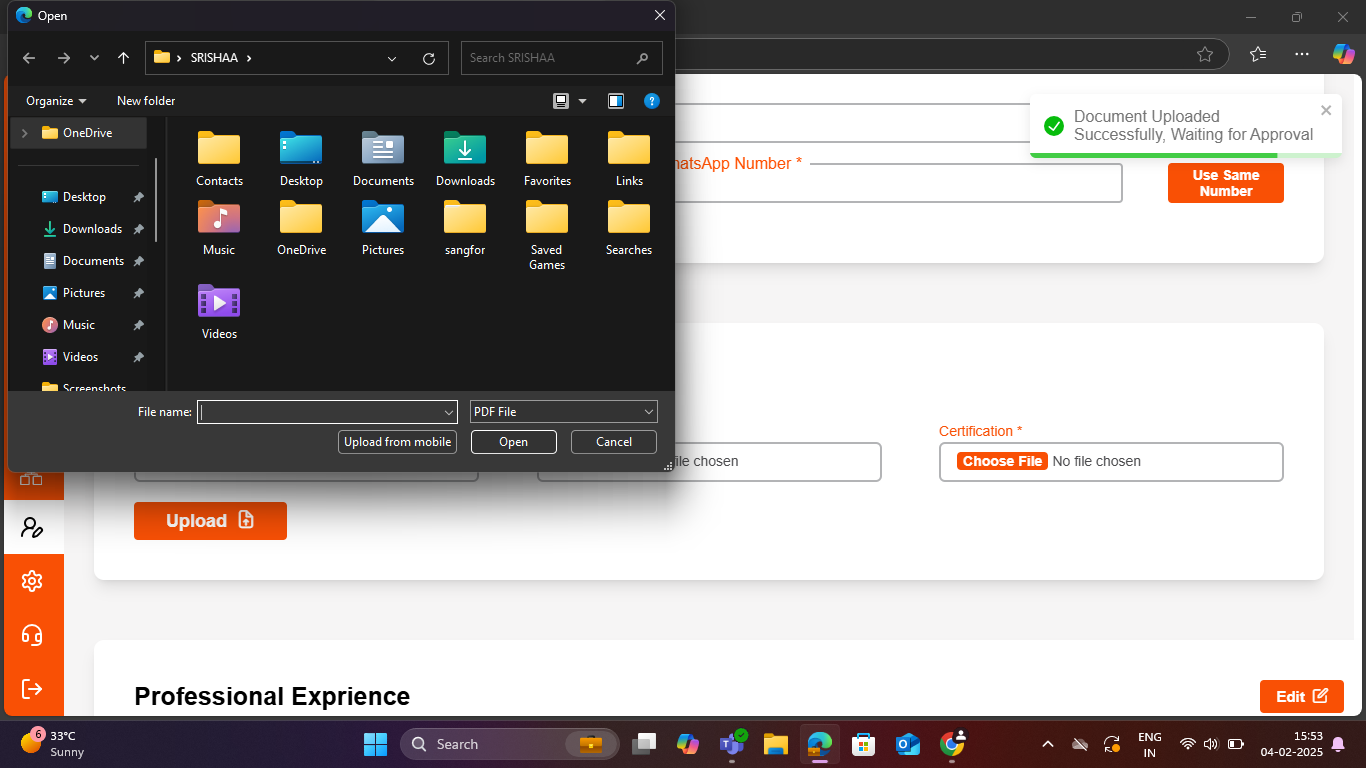 Open
SRISHAA
Search SRISHAA
Organize
New folder
OneDrive
Desktop
Downloads
Documents
Pictures
Music
Videos
Screenshots
Contacts
Desktop
Documents
Downloads
Favorites
Links
Music
OneDrive
Pictures
sangfor
Saved
Games
Searches
Videos
File name:
PDF File
Upload from mobile
Open
Cancel
Document Uploaded
Successfully, Waiting for Approval
hatsApp Number *
Use Same
Number
file chosen
Certification *
Choose File No file chosen
Upload
Professional Exprience
Edit
6
33°C
Sunny
Search
ENG
IN
15:53
04-02-2025